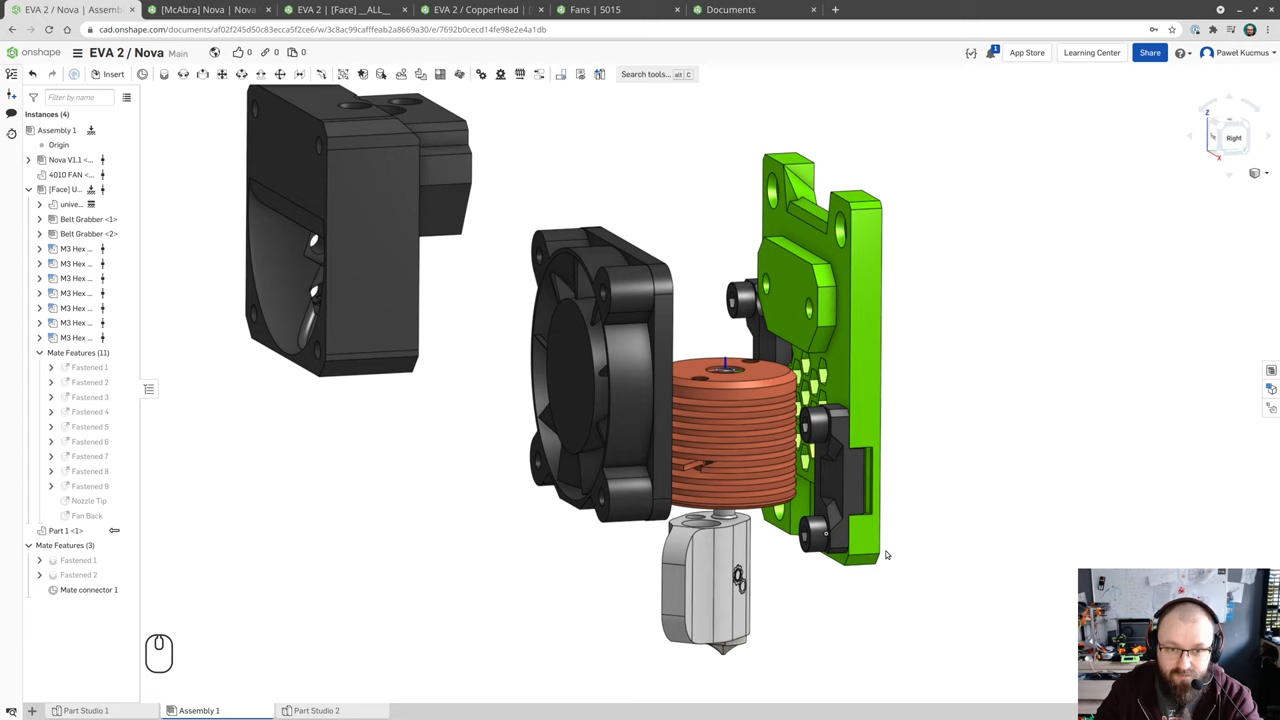 EVA 2 / Nova | Assemb
[McAbra] Nova | Nova
EVA 2 | [Face] __ALL__
EVA 2 / Copperhead |
Fans | 5015
Documents
cad.onshape.com/documents/af02f245d50c83ecca5f2ce6/w/3c8ac99cafffeab2a8669a30/e/7692b0cecd14fe98e2e4a1db
onshape
EVA 2 / Nova Main
0
0
0
1
App Store
Learning Center
Share
Pawel Kucmus
Insert
Search tools... alt C
Filter by name
Instances (4)
Assembly 1
Origin
Nova V1.1 <...
4010 FAN <...
[Face] U...
unive...
Belt Grabber <1>
Belt Grabber <2>
M3 Hex ...
M3 Hex ...
M3 Hex ...
M3 Hex ...
M3 Hex ...
M3 Hex ...
M3 Hex ...
Mate Features (11)
Fastened 1
Fastened 2
Fastened 3
Fastened 4
Fastened 5
Fastened 6
Fastened 7
Fastened 8
Fastened 9
Nozzle Tip
Fan Back
Part 1 <1>
Mate Features (3)
Fastened 1
Fastened 2
Mate connector 1
Z
Right
X
Part Studio 1
Assembly 1
Part Studio 2